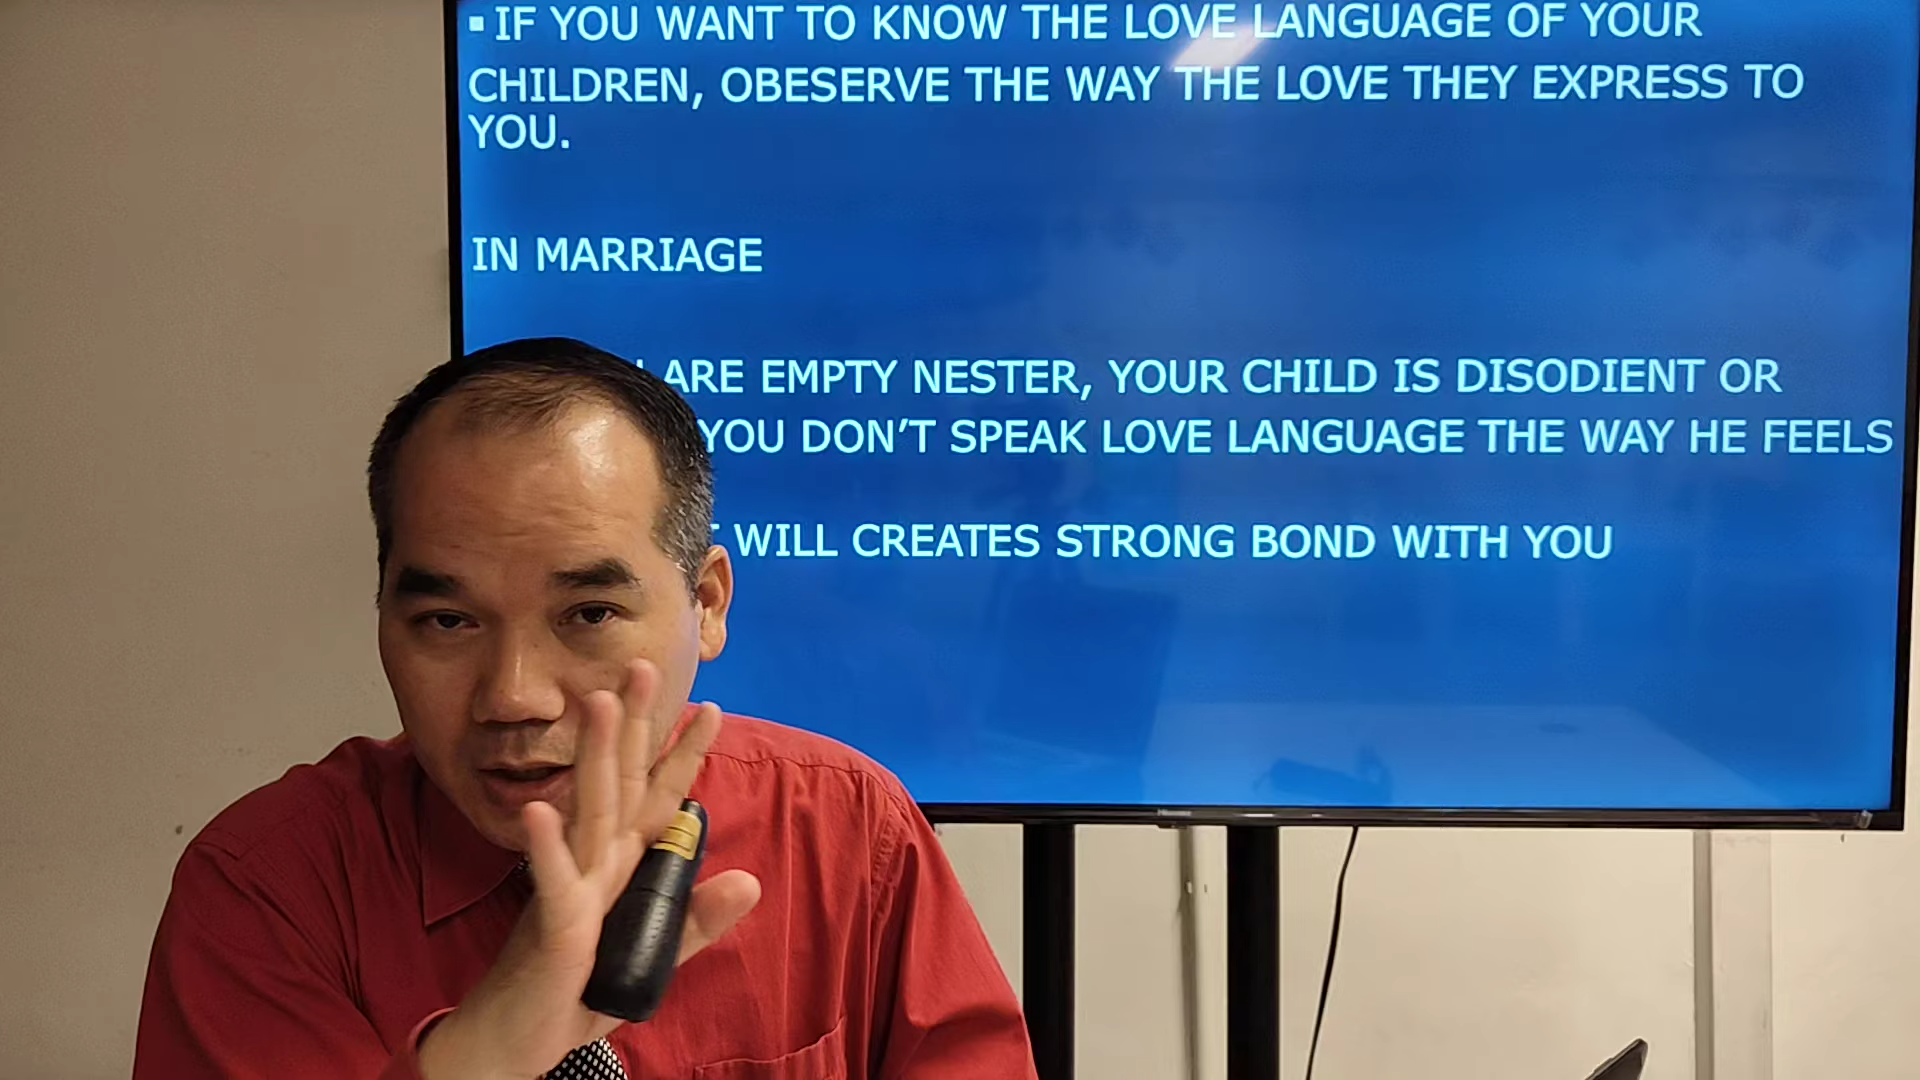 ▪ IF YOU WANT TO KNOW THE LOVE LANGUAGE OF YOUR
CHILDREN, OBESERVE THE WAY THE LOVE THEY EXPRESS TO
YOU.
IN MARRIAGE
ARE EMPTY NESTER, YOUR CHILD IS DISODIENT OR
YOU DON'T SPEAK LOVE LANGUAGE THE WAY HE FEELS
WILL CREATES STRONG BOND WITH YOU
Hisense